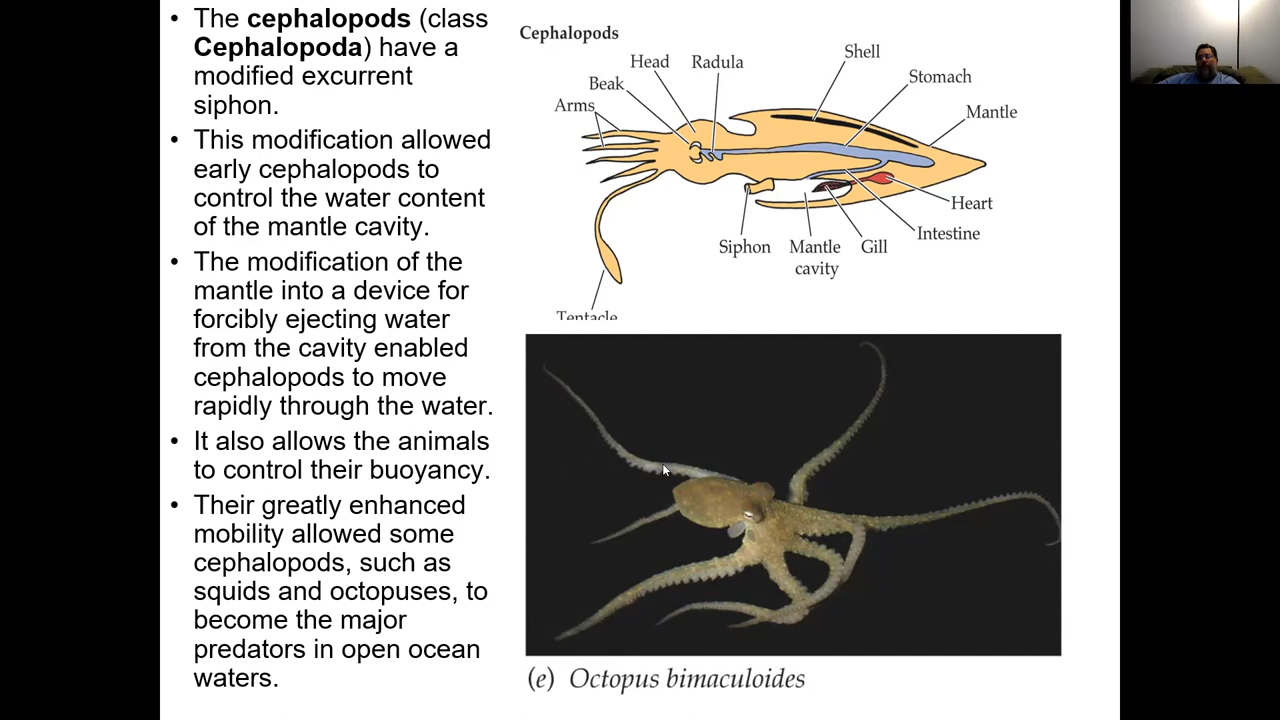 • The cephalopods (class
Cephalopoda) have a
modified excurrent
siphon.
• This modification allowed
early cephalopods to
control the water content
of the mantle cavity.
• The modification of the
mantle into a device for
forcibly ejecting water
from the cavity enabled
cephalopods to move
rapidly through the water.
• It also allows the animals
to control their buoyancy.
• Their greatly enhanced
mobility allowed some
cephalopods, such as
squids and octopuses, to
become the major
predators in open ocean
waters.
Cephalopods
Shell
Head
Radula
Stomach
Beak
Arms
Mantle
Heart
Intestine
Siphon
Mantle
cavity
Gill
Tentacle
(e) Octopus bimaculoides